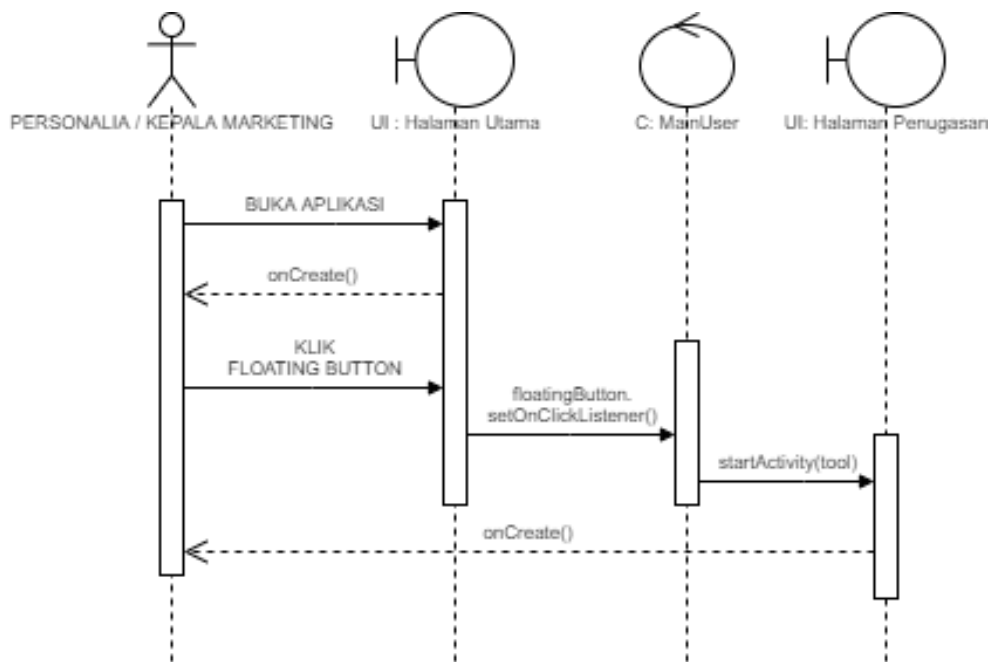 PERSONALIA / KEPALA MARKETING
UI : Halaman Utama
C: MainUser
UI: Halaman Penugasan
BUKA APLIKASI
onCreate()
KLIK
FLOATING BUTTON
floatingButton.
setOnClickListener()
startActivity(tool)
onCreate()